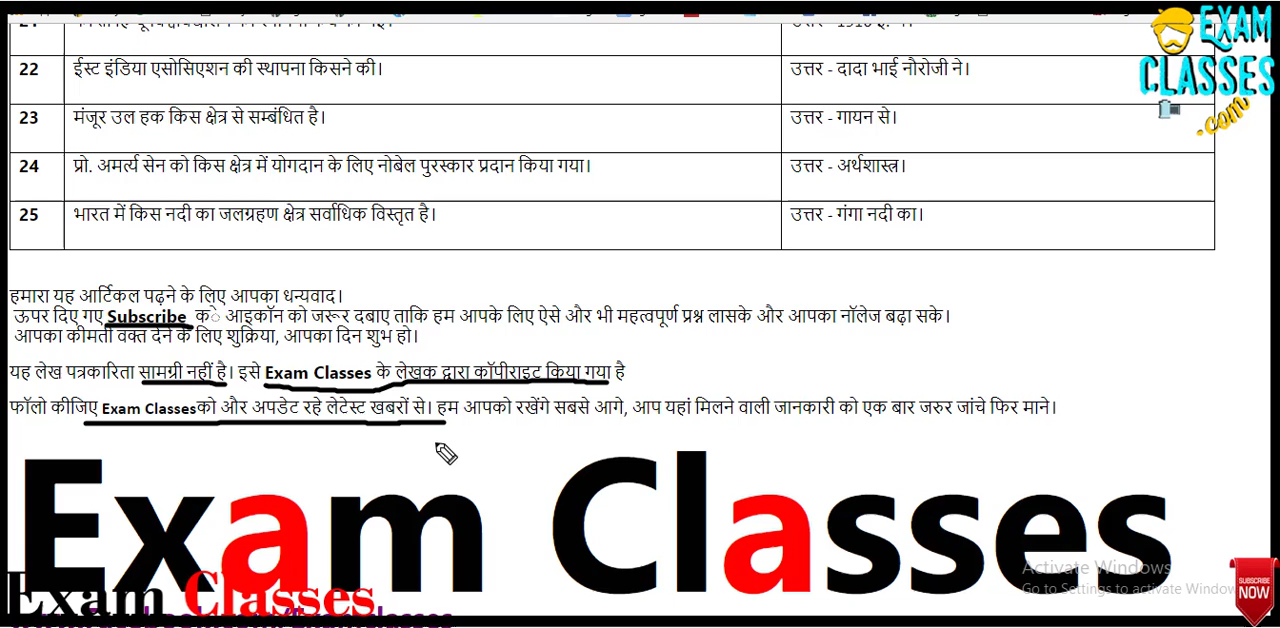 22 ईस्ट इंडिया एसोसिएशन की स्थापना किसने की। उत्तर - दादा भाई नौरोजी ने।
23 मंजूर उल हक किस क्षेत्र से सम्बंधित है। उत्तर - गायन से।
24 प्रो. अमर्त्य सेन को किस क्षेत्र में योगदान के लिए नोबेल पुरस्कार प्रदान किया गया। उत्तर - अर्थशास्त्र।
25 भारत में किस नदी का जलग्रहण क्षेत्र सर्वाधिक विस्तृत है। उत्तर - गंगा नदी का।
EXAM
CLASSES
.com
हमारा यह आर्टिकल पढ़ने के लिए आपका धन्यवाद।
ऊपर दिए गए Subscribe के आइकॉन को जरूर दबाए ताकि हम आपके लिए ऐसे और भी महत्वपूर्ण प्रश्न लासके और आपका नॉलेज बढ़ा सके।
आपका कीमती वक्त देने के लिए शुक्रिया, आपका दिन शुभ हो।
यह लेख पत्रकारिता सामग्री नहीं है। इसे Exam Classes के लेखक द्वारा कॉपीराइट किया गया है
फॉलो कीजिए Exam Classesको और अपडेट रहे लेटेस्ट खबरों से। हम आपको रखेंगे सबसे आगे, आप यहां मिलने वाली जानकारी को एक बार जरुर जांचे फिर माने।
Exam Classes
Activate Windows
Go to Settings to activate Window
SUBSCRIBE
NOW
Exam Classes